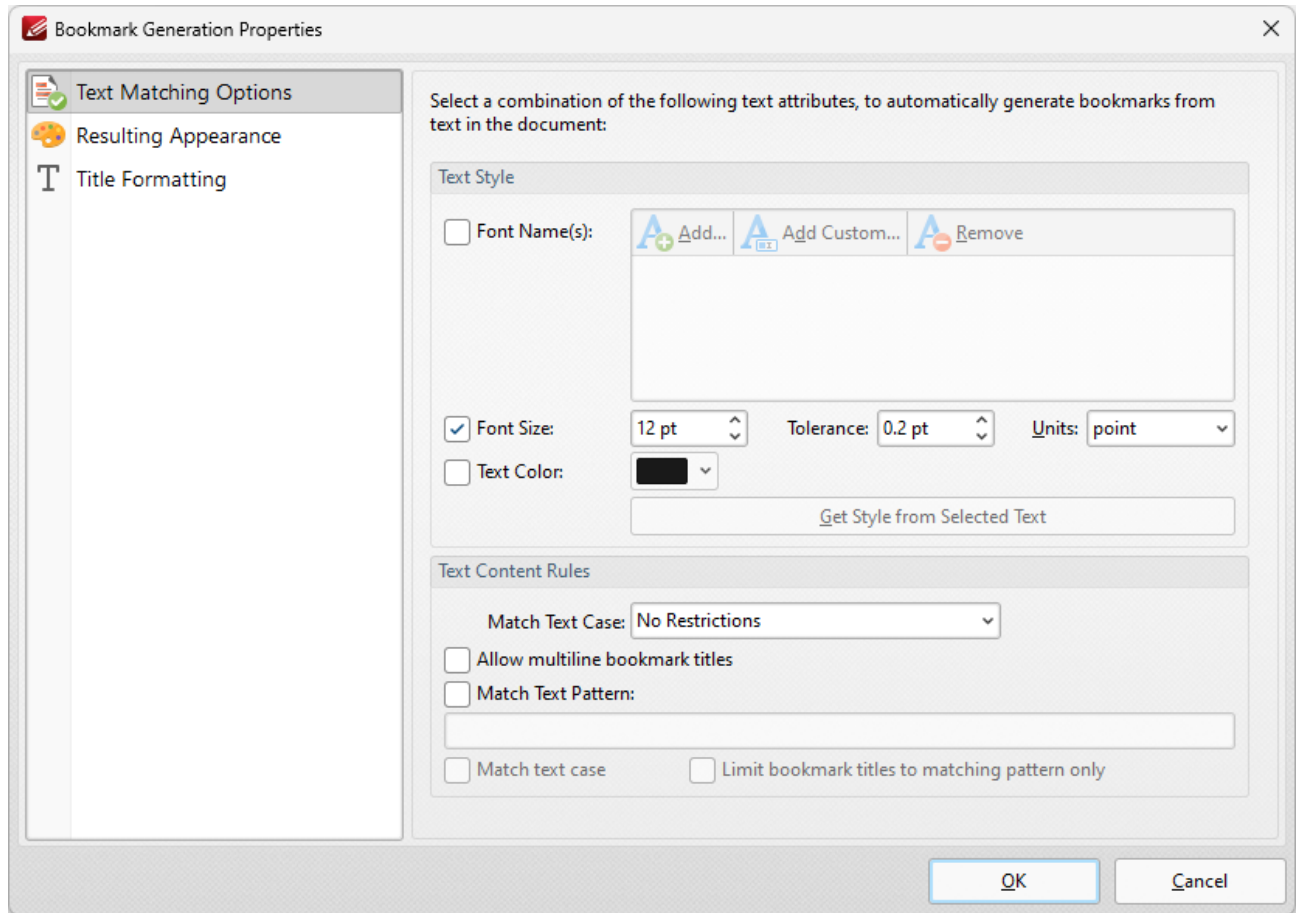 Bookmark Generation Properties
Text Matching Options
Resulting Appearance
Title Formatting
Select a combination of the following text attributes, to automatically generate bookmarks from
text in the document:
Text Style
Font Name(s):
Add... Add Custom... Remove
Font Size: 12 pt Tolerance: 0.2 pt Units: point
Text Color:
Get Style from Selected Text
Text Content Rules
Match Text Case: No Restrictions
Allow multiline bookmark titles
Match Text Pattern:
Match text case Limit bookmark titles to matching pattern only
OK Cancel